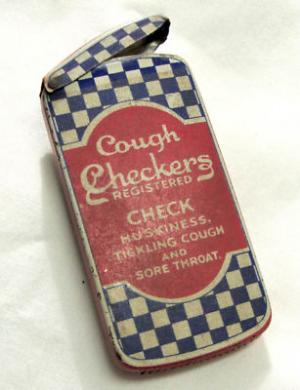 Cough
Checkers
REGISTERED
CHECK
HUSKINESS,
TICKLING COUGH
AND
SORE THROAT.